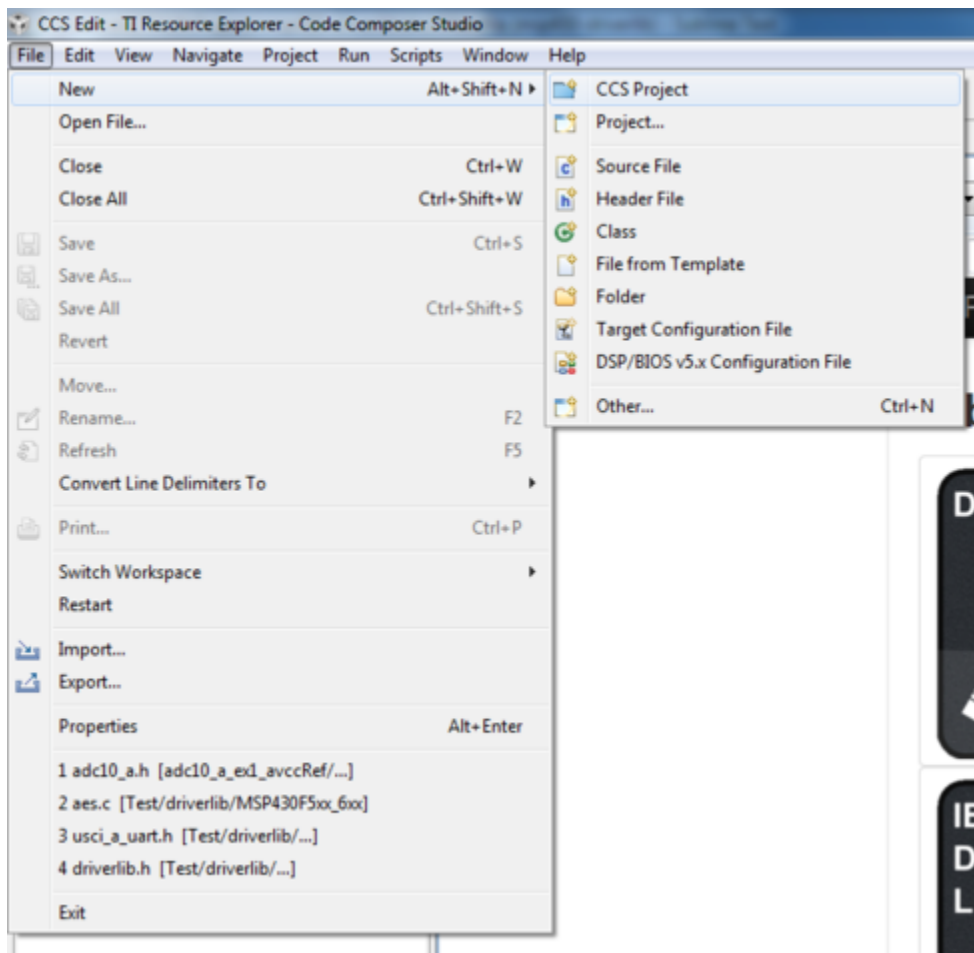 CCS Edit - TI Resource Explorer - Code Composer Studio
File Edit View Navigate Project Run Scripts Window Help
New Alt+Shift+N
Open File...
Close Ctrl+W
Close All Ctrl+Shift+W
Save Ctrl+S
Save As...
Save All Ctrl+Shift+S
Revert
Move...
Rename... F2
Refresh F5
Convert Line Delimiters To
Print... Ctrl+P
Switch Workspace
Restart
Import...
Export...
Properties Alt+Enter
1 adc10_a.h [adc10_a_ex1_avccRef/...]
2 aes.c [Test/driverlib/MSP430F5xx_6xx]
3 usci_a_uart.h [Test/driverlib/...]
4 driverlib.h [Test/driverlib/...]
Exit
CCS Project
Project...
Source File
Header File
Class
File from Template
Folder
Target Configuration File
DSP/BIOS v5.x Configuration File
Other... Ctrl+N